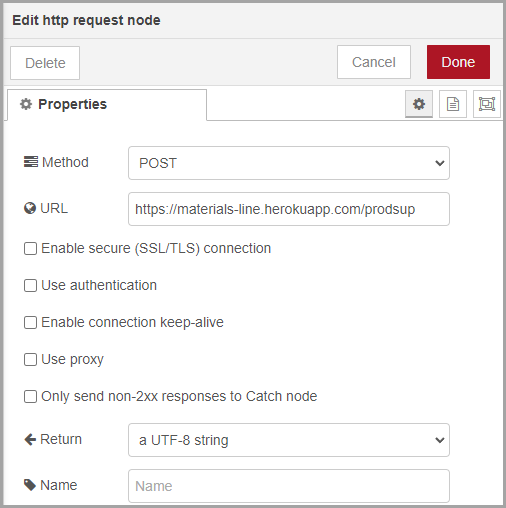 Edit http request node
Delete
Cancel
Done
Properties
Method
POST
URL
https://materials-line.herokuapp.com/prodsup
Enable secure (SSL/TLS) connection
Use authentication
Enable connection keep-alive
Use proxy
Only send non-2xx responses to Catch node
Return
a UTF-8 string
Name
Name